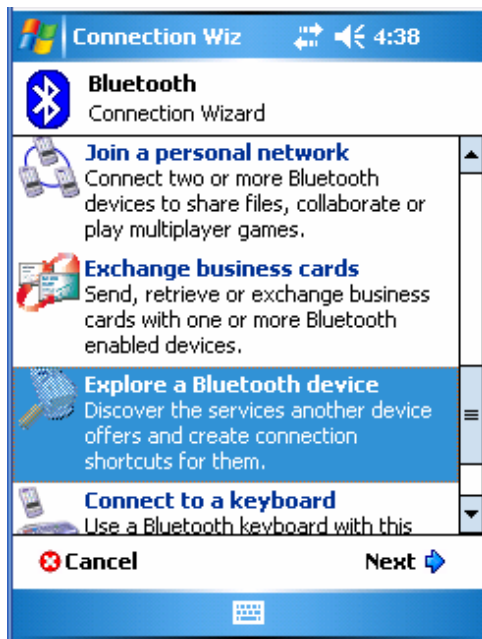 Connection Wiz 4:38
Bluetooth
Connection Wizard
Join a personal network
Connect two or more Bluetooth
devices to share files, collaborate or
play multiplayer games.
Exchange business cards
Send, retrieve or exchange business
cards with one or more Bluetooth
enabled devices.
Explore a Bluetooth device
Discover the services another device
offers and create connection
shortcuts for them.
Connect to a keyboard
Use a Bluetooth keyboard with this
Cancel Next